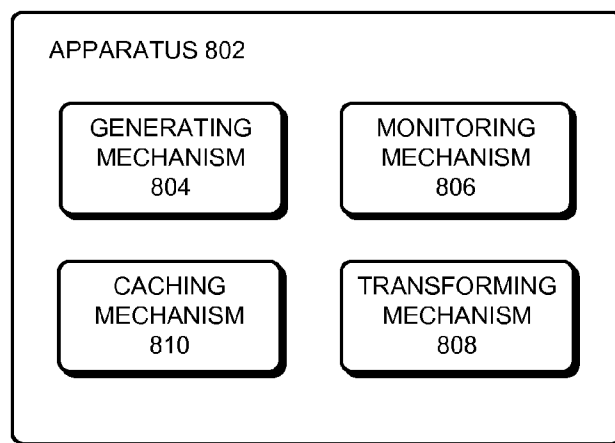 APPARATUS 802
GENERATING
MECHANISM
804
MONITORING
MECHANISM
806
CACHING
MECHANISM
810
TRANSFORMING
MECHANISM
808